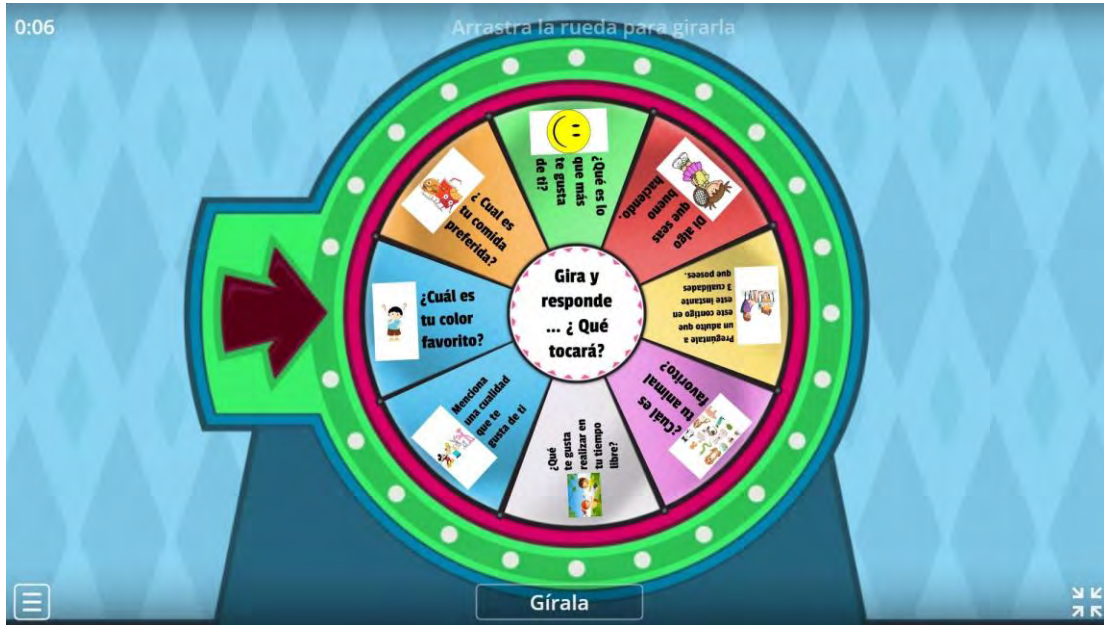 0:06
Arrastra la rueda para girarla
¿Qué es lo
que más
te gusta
de ti?
Di algo
que seas
bueno
haciendo.
Pregúntale a
un adulto que
este contigo en
este instante
3 cualidades
que posees.
¿Cuál es
tu animal
favorito?
¿Qué
te gusta
realizar en
tu tiempo
libre?
Menciona
una cualidad
que te
gusta de ti
¿Cuál es
tu color
favorito?
¿ Cual es
tu comida
preferida?
Gira y
responde
... ¿ Qué
tocará?
Gírala